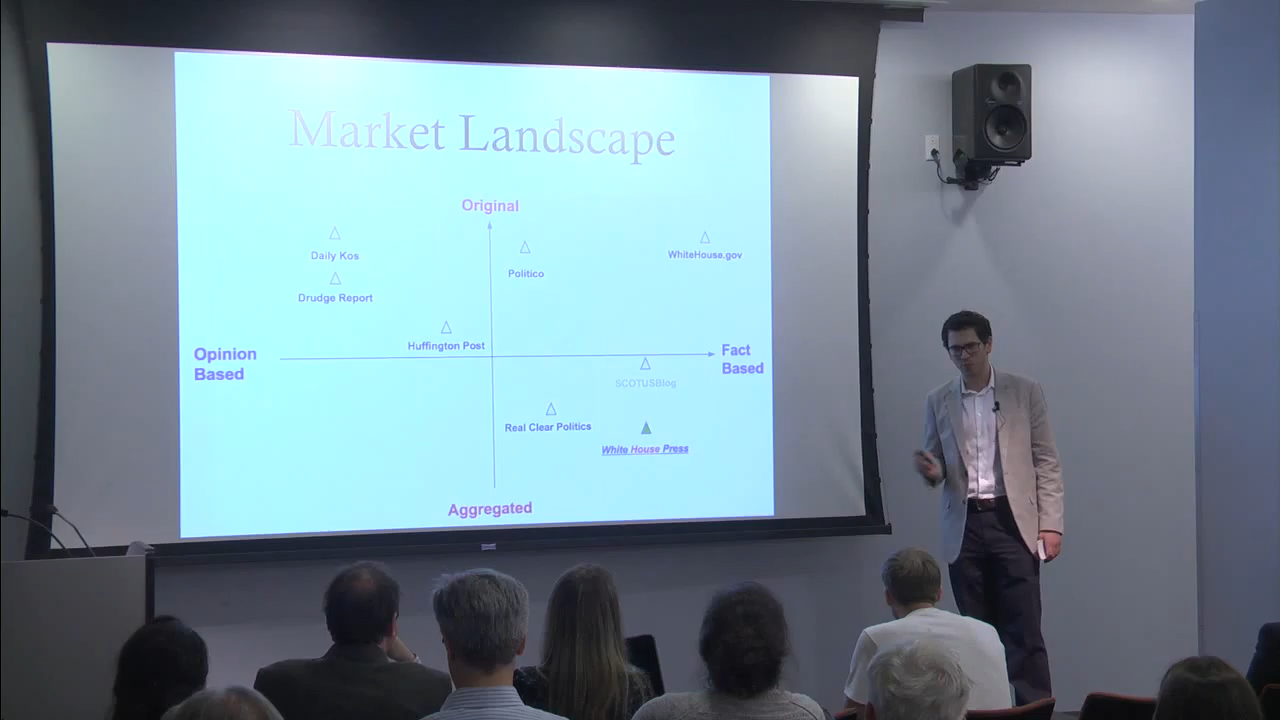 Market Landscape
Original
Daily Kos
Politico
WhiteHouse.gov
Drudge Report
Huffington Post
Opinion
Based
Fact
Based
SCOTUSBlog
Real Clear Politics
White House Press
Aggregated